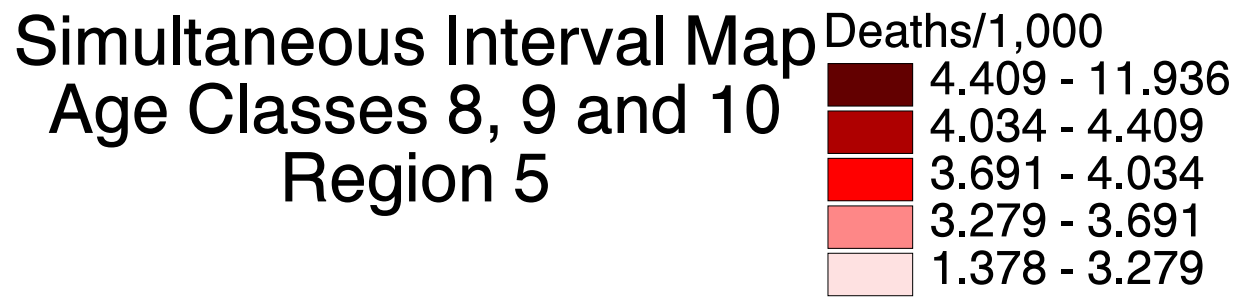 Simultaneous Interval Map
Age Classes 8, 9 and 10
Region 5
Deaths/1,000
4.409 - 11.936
4.034 - 4.409
3.691 - 4.034
3.279 - 3.691
1.378 - 3.279